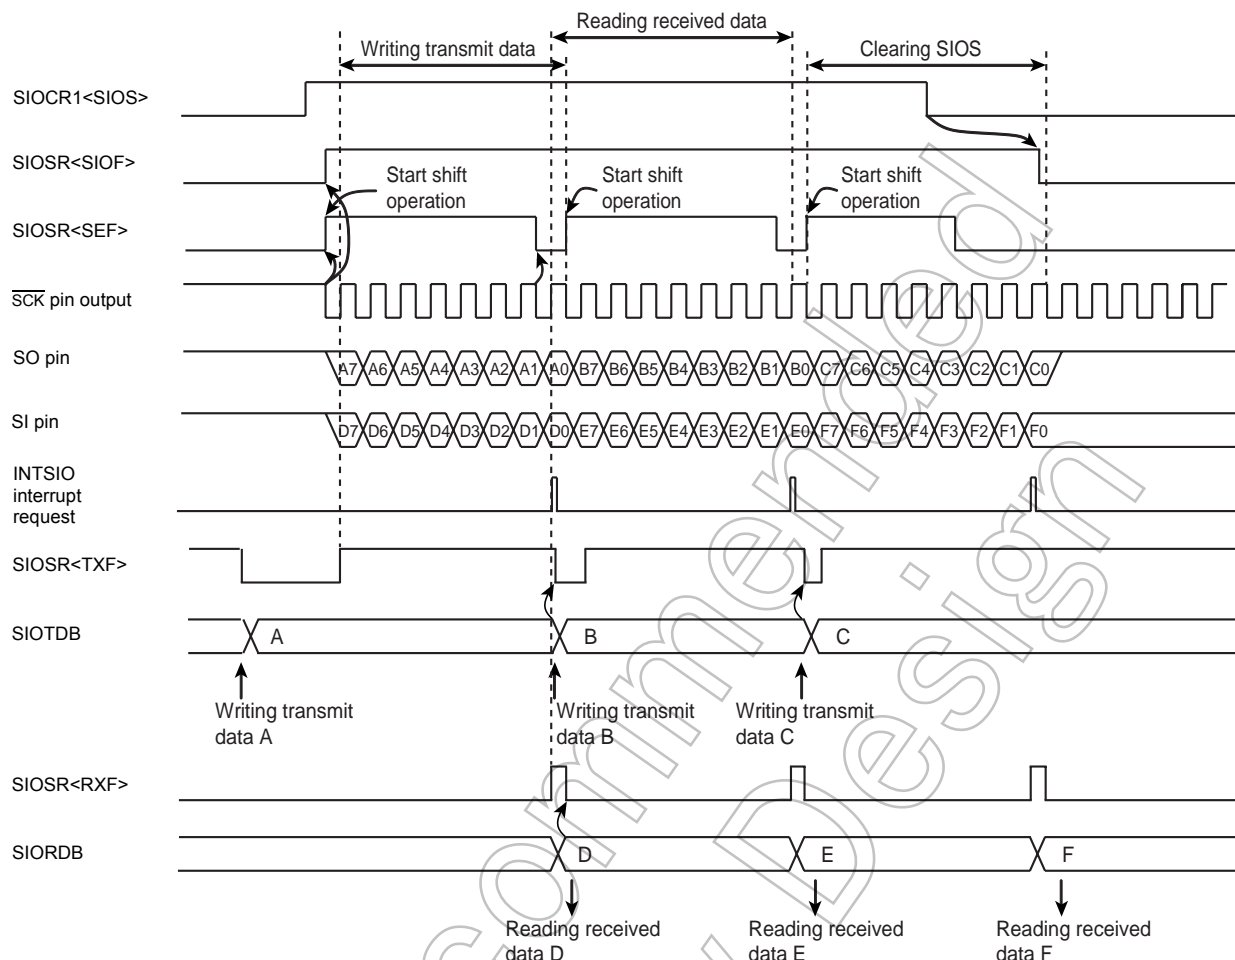 Reading received data
Writing transmit data
Clearing SIOS
SIOCR1<SIOS>
SIOSR<SIOF>
Start shift
operation
Start shift
operation
Start shift
operation
SIOSR<SEF>
SCK pin output
SO pin
A7 A6 A5 A4 A3 A2 A1 A0 B7 B6 B5 B4 B3 B2 B1 B0 C7 C6 C5 C4 C3 C2 C1 C0
SI pin
D7 D6 D5 D4 D3 D2 D1 D0 E7 E6 E5 E4 E3 E2 E1 E0 F7 F6 F5 F4 F3 F2 F1 F0
INTSIO
interrupt
request
SIOSR<TXF>
SIOTDB
A B C
Writing transmit
data A
Writing transmit
data B
Writing transmit
data C
SIOSR<RXF>
SIORDB
D E F
Reading received
data D
Reading received
data E
Reading received
data F
commended
Design